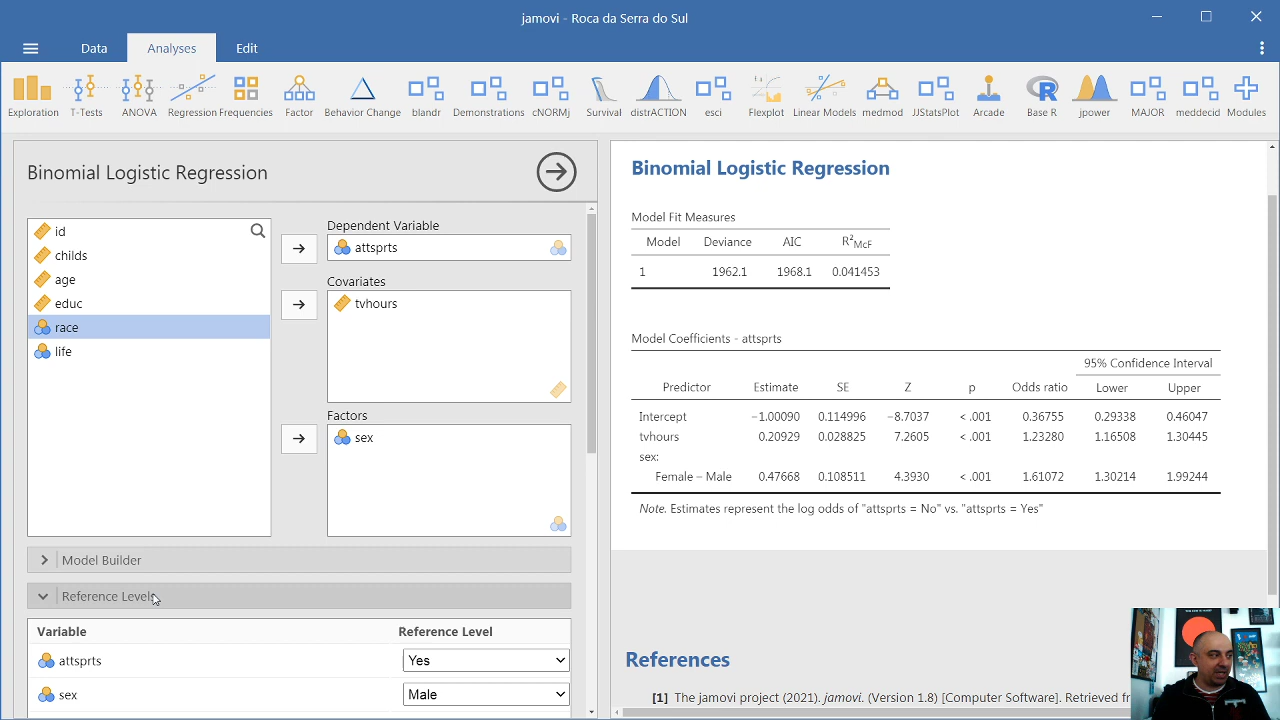 jamovi - Roca da Serra do Sul
Data
Analyses
Edit
Exploration
T-Tests
ANOVA
Regression
Frequencies
Factor
Behavior Change
blandr
Demonstrations
cNORMj
Survival
distrACTION
esci
Flexplot
Linear Models
medmod
JJStatsPlot
Arcade
R
Base R
jpower
MAJOR
meddecid
Modules
Binomial Logistic Regression
id
childs
age
educ
race
life
Dependent Variable
attsprts
Covariates
tvhours
Factors
sex
Model Builder
Reference Levels
Variable Reference Level
attsprts Yes
sex Male
Binomial Logistic Regression
Model Fit Measures
Model Deviance AIC R²McF
1 1962.1 1968.1 0.041453
Model Coefficients - attsprts
95% Confidence Interval
Predictor Estimate SE Z p Odds ratio Lower Upper
Intercept −1.00090 0.114996 −8.7037 < .001 0.36755 0.29338 0.46047
tvhours 0.20929 0.028825 7.2605 < .001 1.23280 1.16508 1.30445
sex:
Female – Male 0.47668 0.108511 4.3930 < .001 1.61072 1.30214 1.99244
Note. Estimates represent the log odds of "attsprts = No" vs. "attsprts = Yes"
References
[1] The jamovi project (2021). jamovi. (Version 1.8) [Computer Software]. Retrieved